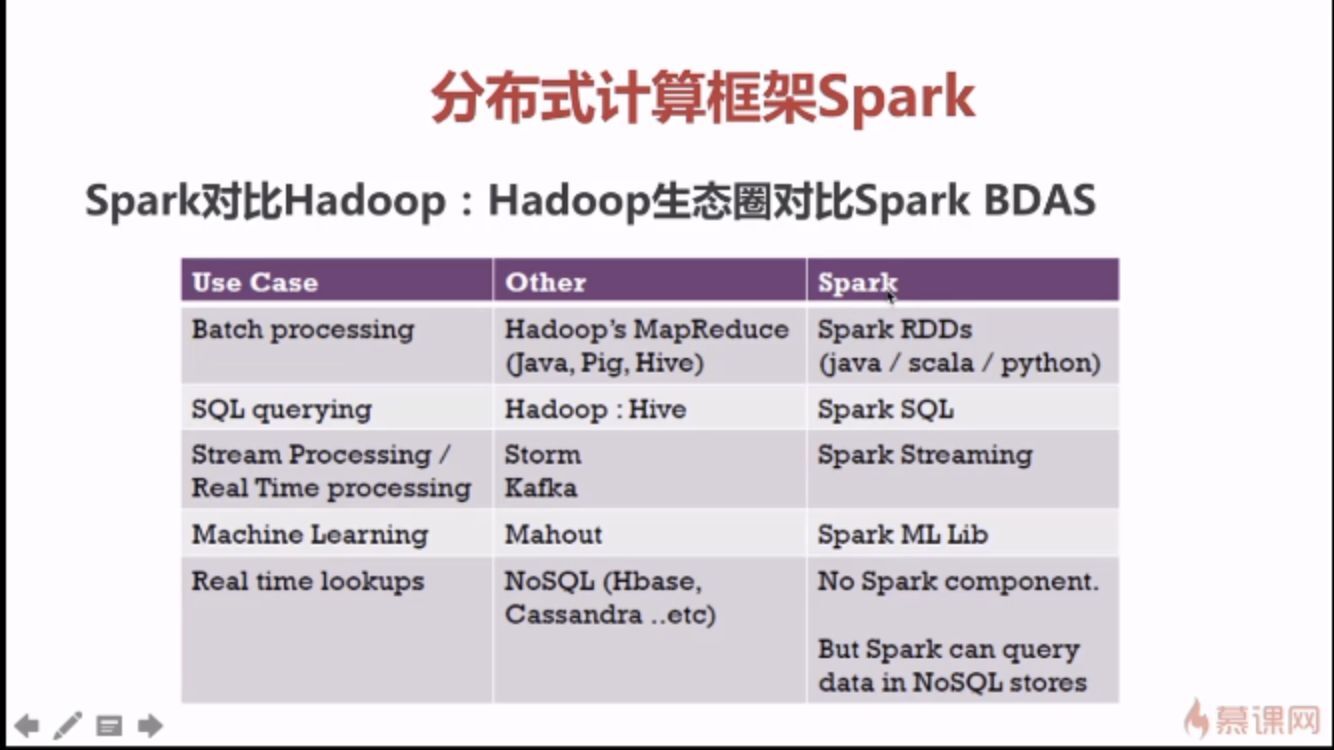 分布式计算框架Spark
Spark对比Hadoop：Hadoop生态圈对比Spark BDAS
Use Case
Other
Spark
Batch processing
Hadoop’s MapReduce
(Java, Pig, Hive)
Spark RDDs
(java / scala / python)
SQL querying
Hadoop : Hive
Spark SQL
Stream Processing /
Real Time processing
Storm
Kafka
Spark Streaming
Machine Learning
Mahout
Spark ML Lib
Real time lookups
NoSQL (Hbase,
Cassandra ..etc)
No Spark component.
But Spark can query
data in NoSQL stores
慕课网